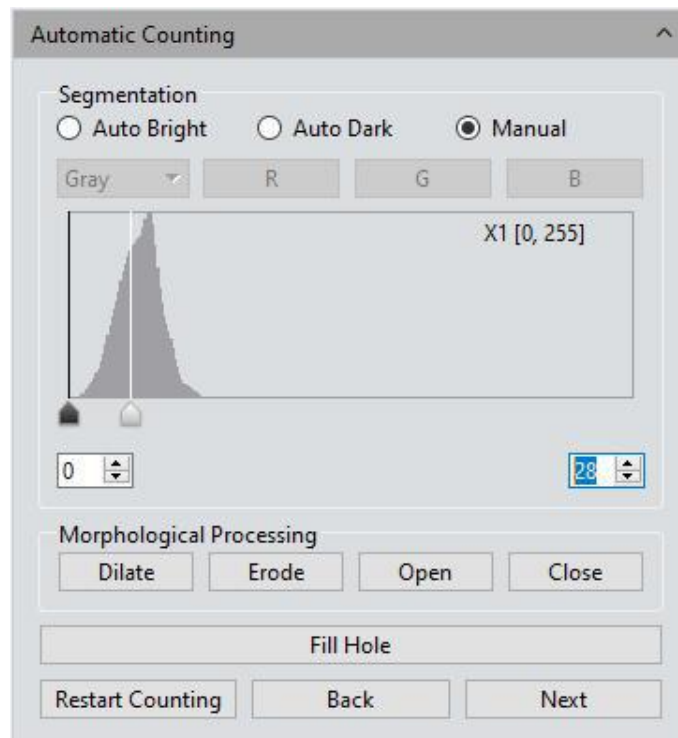 Automatic Counting
Segmentation
Auto Bright Auto Dark Manual
Gray R G B
X1 [0, 255]
0 28
Morphological Processing
Dilate Erode Open Close
Fill Hole
Restart Counting Back Next